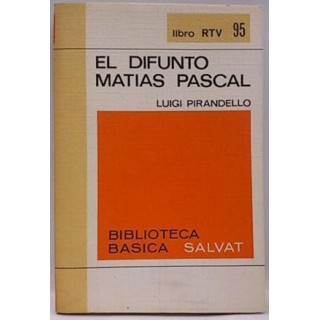 libro RTV 95
EL DIFUNTO
MATIAS PASCAL
LUIGI PIRANDELLO
BIBLIOTECA
BASICA SALVAT